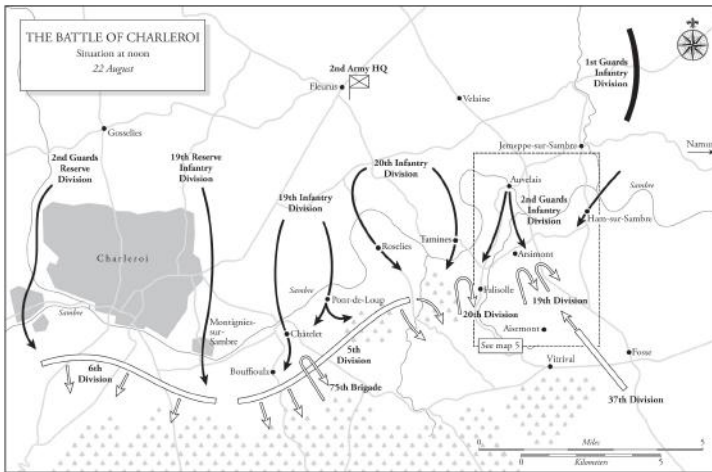 THE BATTLE OF CHARLEROI
Situation at noon
22 August
2nd Army HQ
Fleurus
Velaine
1st Guards
Infantry
Division
Gosselies
Jemeppe-sur-Sambre
Namur
2nd Guards
Reserve
Division
19th Reserve
Infantry
Division
20th Infantry
Division
19th Infantry
Division
Auvelais
2nd Guards
Infantry
Division
Sambre
Ham-sur-Sambre
Charleroi
Roselies
Tamines
Arsimont
Sambre
Pont-de-Loup
Falisolle
19th Division
20th Division
Sambre
Montignies-
sur-
Sambre
Châtelet
5th
Division
Aisemont
See map 5
6th
Division
Bouffioulx
75th Brigade
Vitrival
Fosse
37th Division
0
Miles
5
0
Kilometers
5